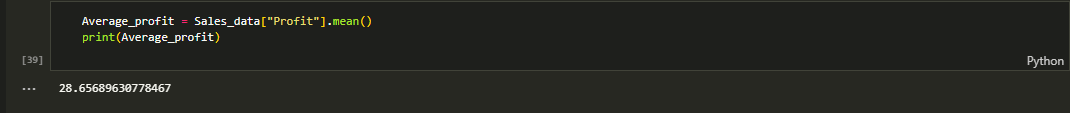 Average_profit = Sales_data["Profit"].mean()
print(Average_profit)
[39]
Python
... 28.65689630778467